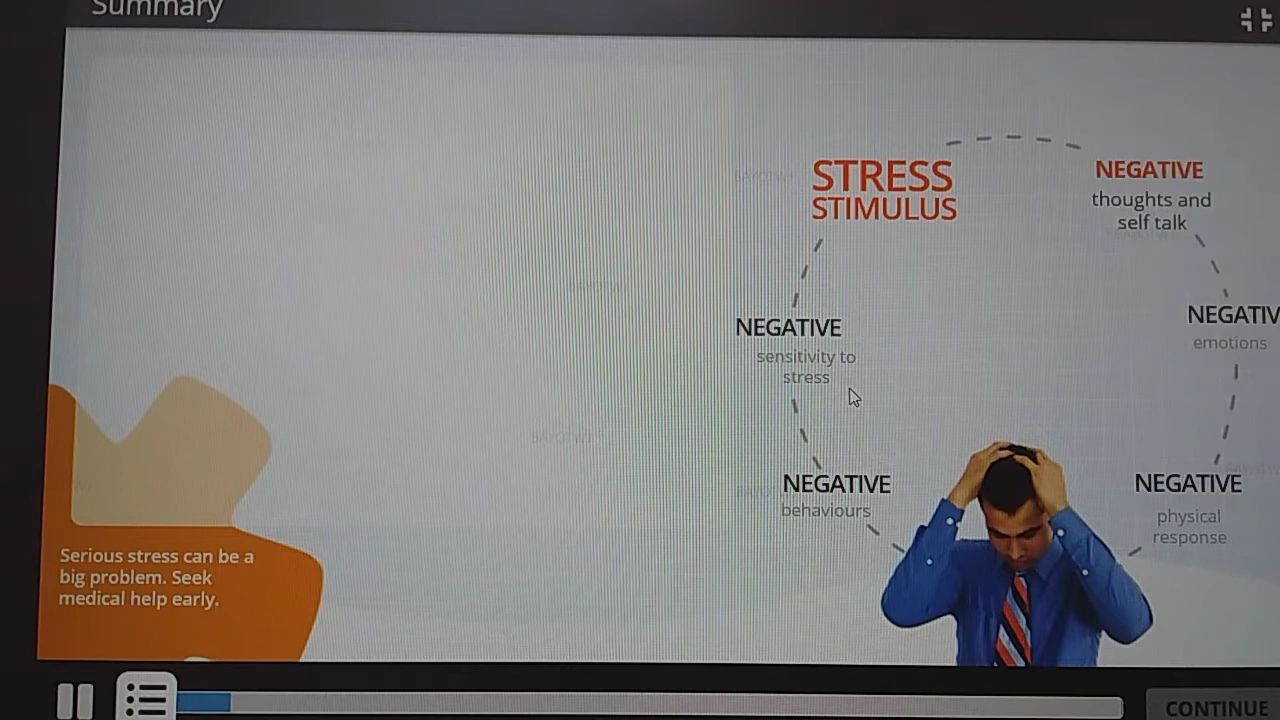 Summary
STRESS
STIMULUS
NEGATIVE
thoughts and
self talk
NEGATIV
emotions
NEGATIVE
physical
response
NEGATIVE
behaviours
NEGATIVE
sensitivity to
stress
Serious stress can be a
big problem. Seek
medical help early.
CONTINUE